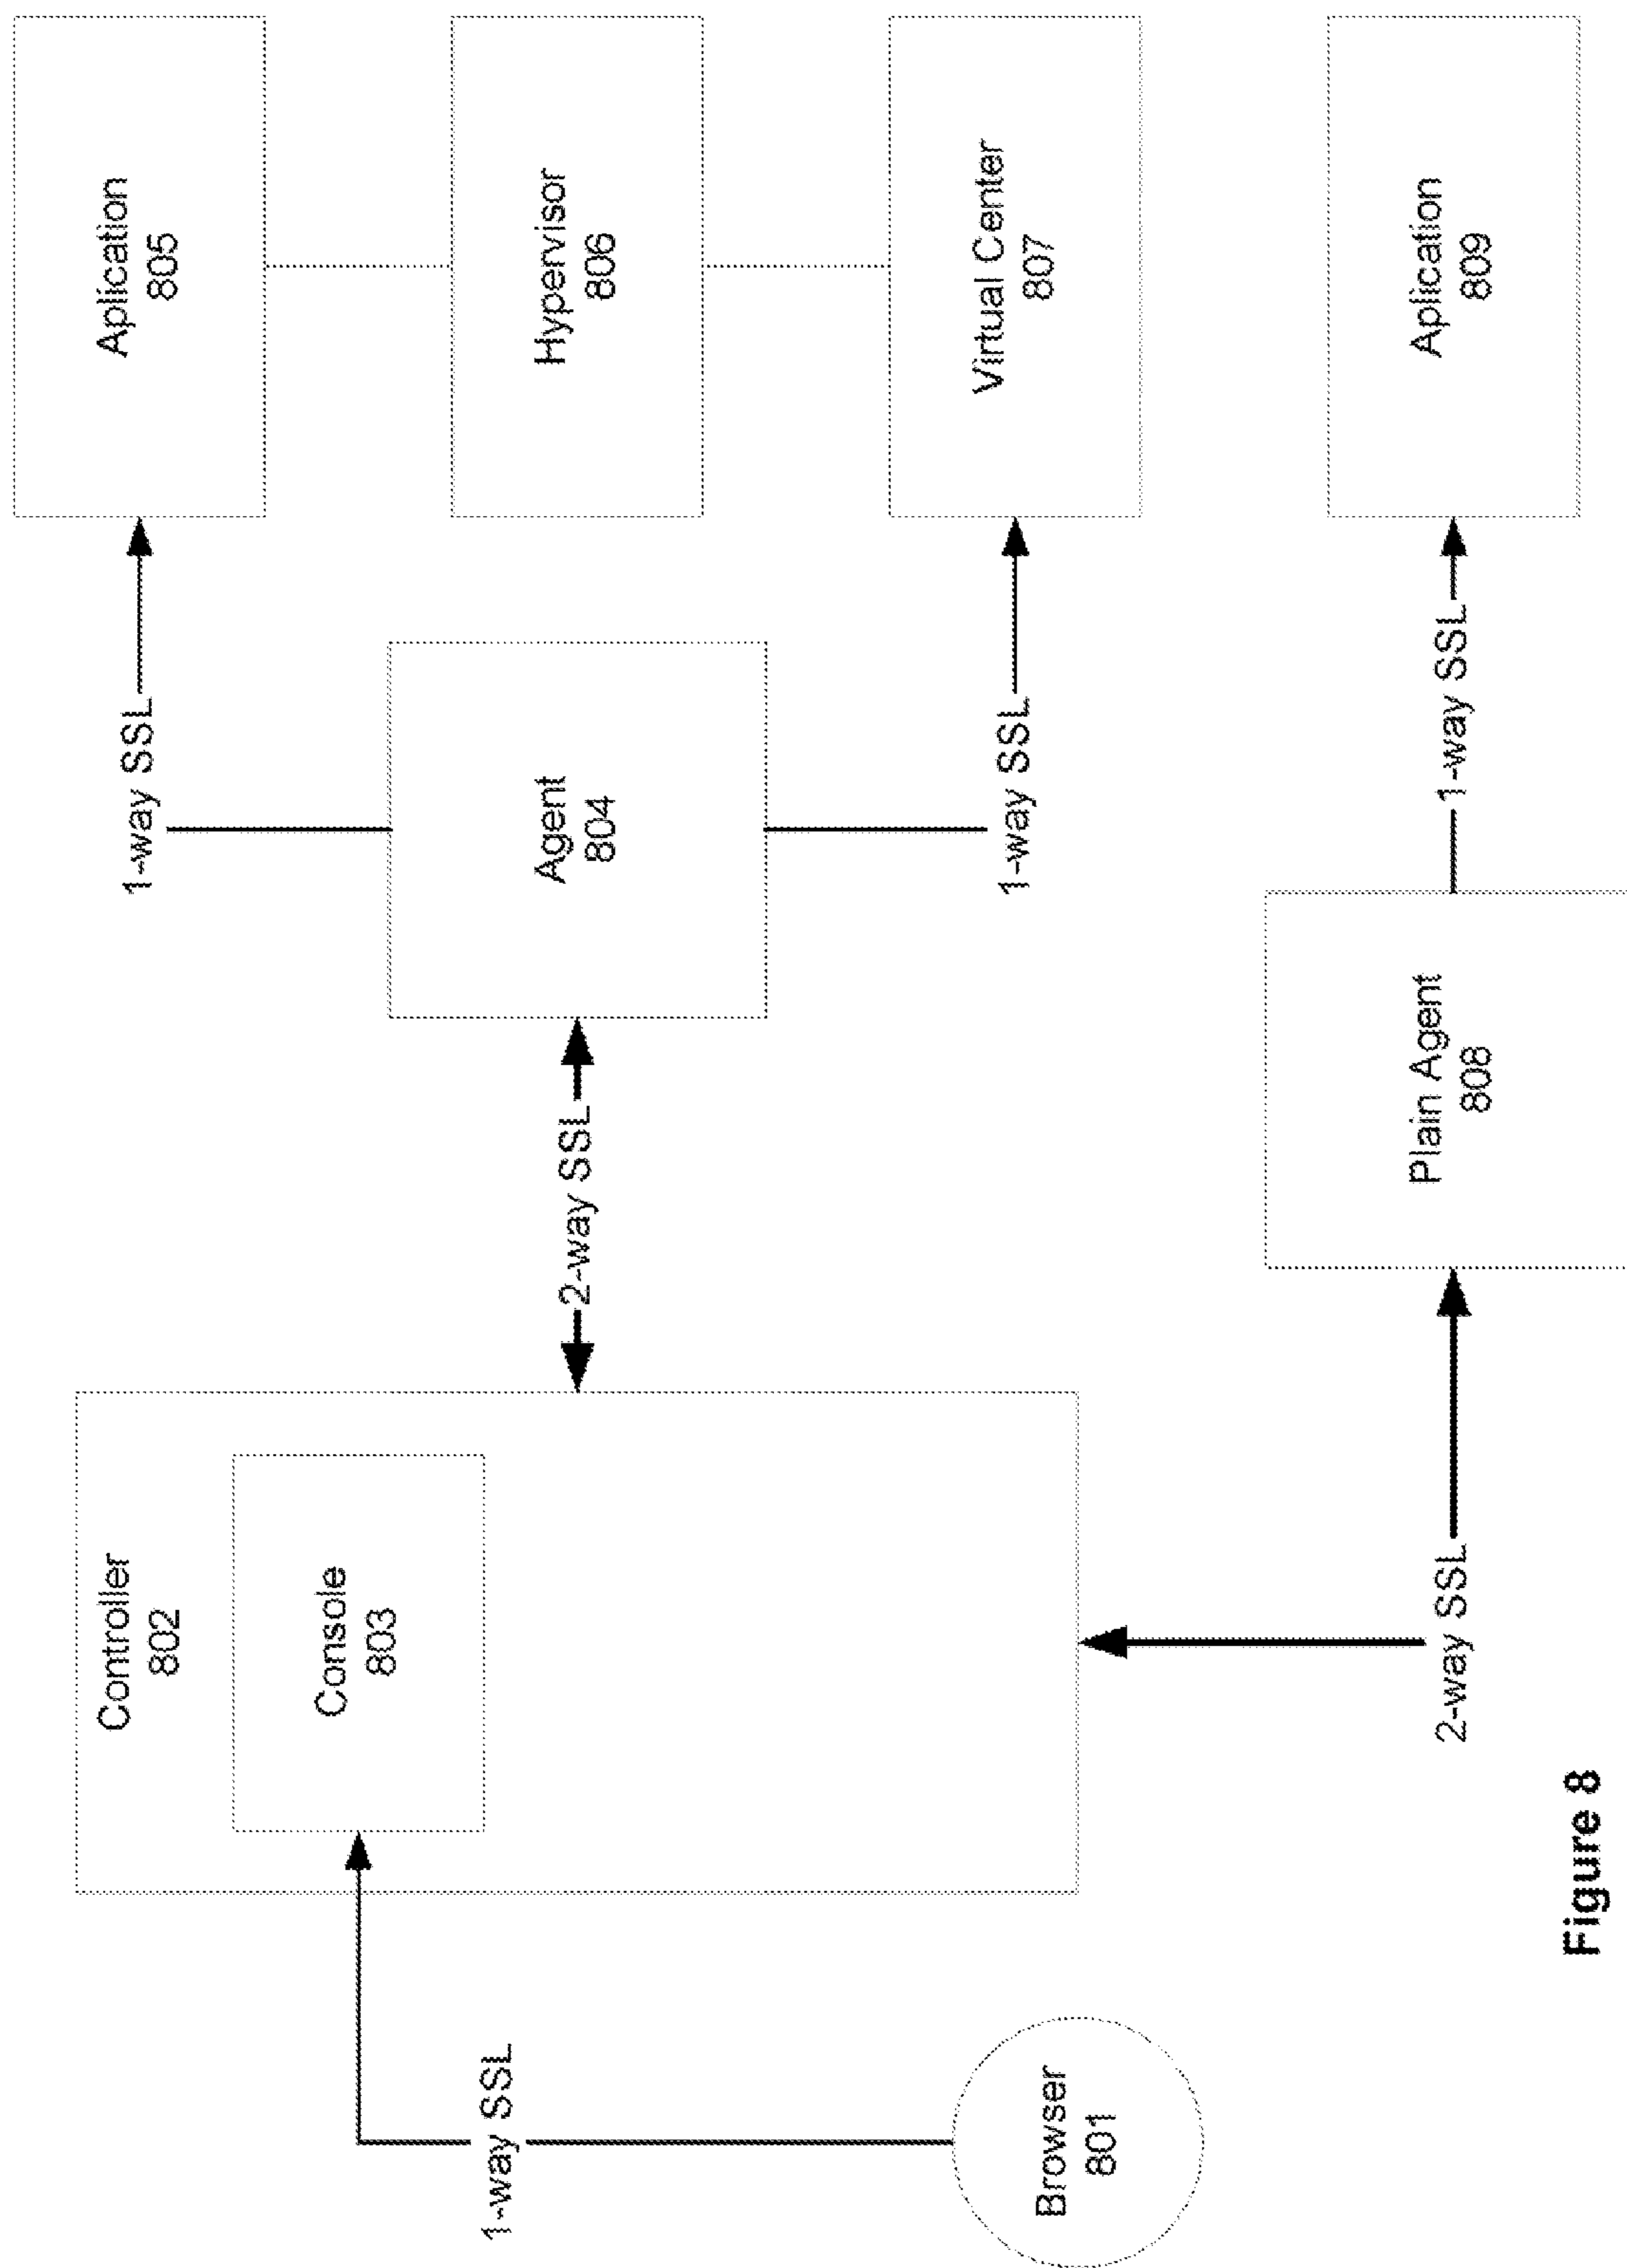 Controller
802
Console
803
1-way SSL
Browser
801
2-way SSL
Agent
804
1-way SSL
1-way SSL
Aplication
805
Hypervisor
806
Virtual Center
807
2-way SSL
Plain Agent
808
1-way SSL
Aplication
809
Figure 8